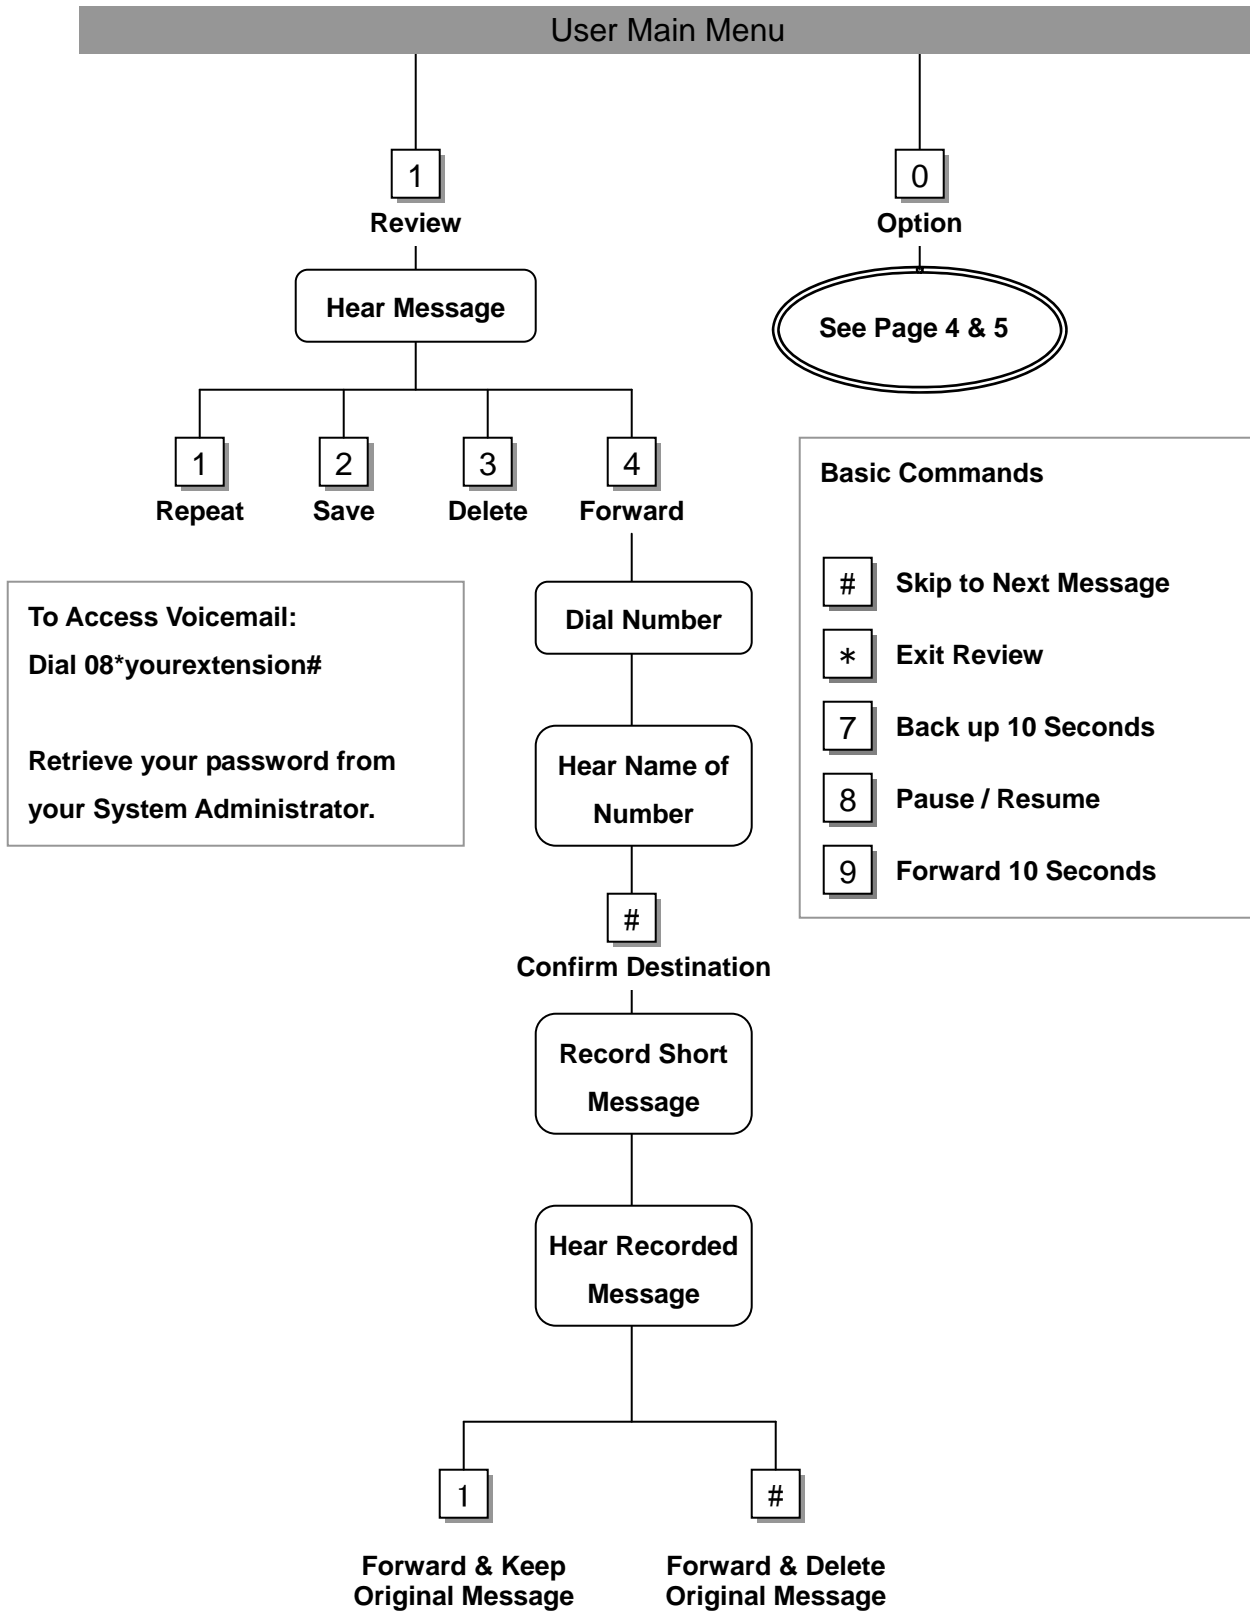 User Main Menu
1
Review
0
Option
Hear Message
See Page 4 & 5
1
Repeat
2
Save
3
Delete
4
Forward
To Access Voicemail:
Dial 08*yourextension#
Retrieve your password from
your System Administrator.
Dial Number
Hear Name of
Number
#
Confirm Destination
Record Short
Message
Hear Recorded
Message
1
Forward & Keep
Original Message
#
Forward & Delete
Original Message
Basic Commands
# Skip to Next Message
* Exit Review
7 Back up 10 Seconds
8 Pause / Resume
9 Forward 10 Seconds